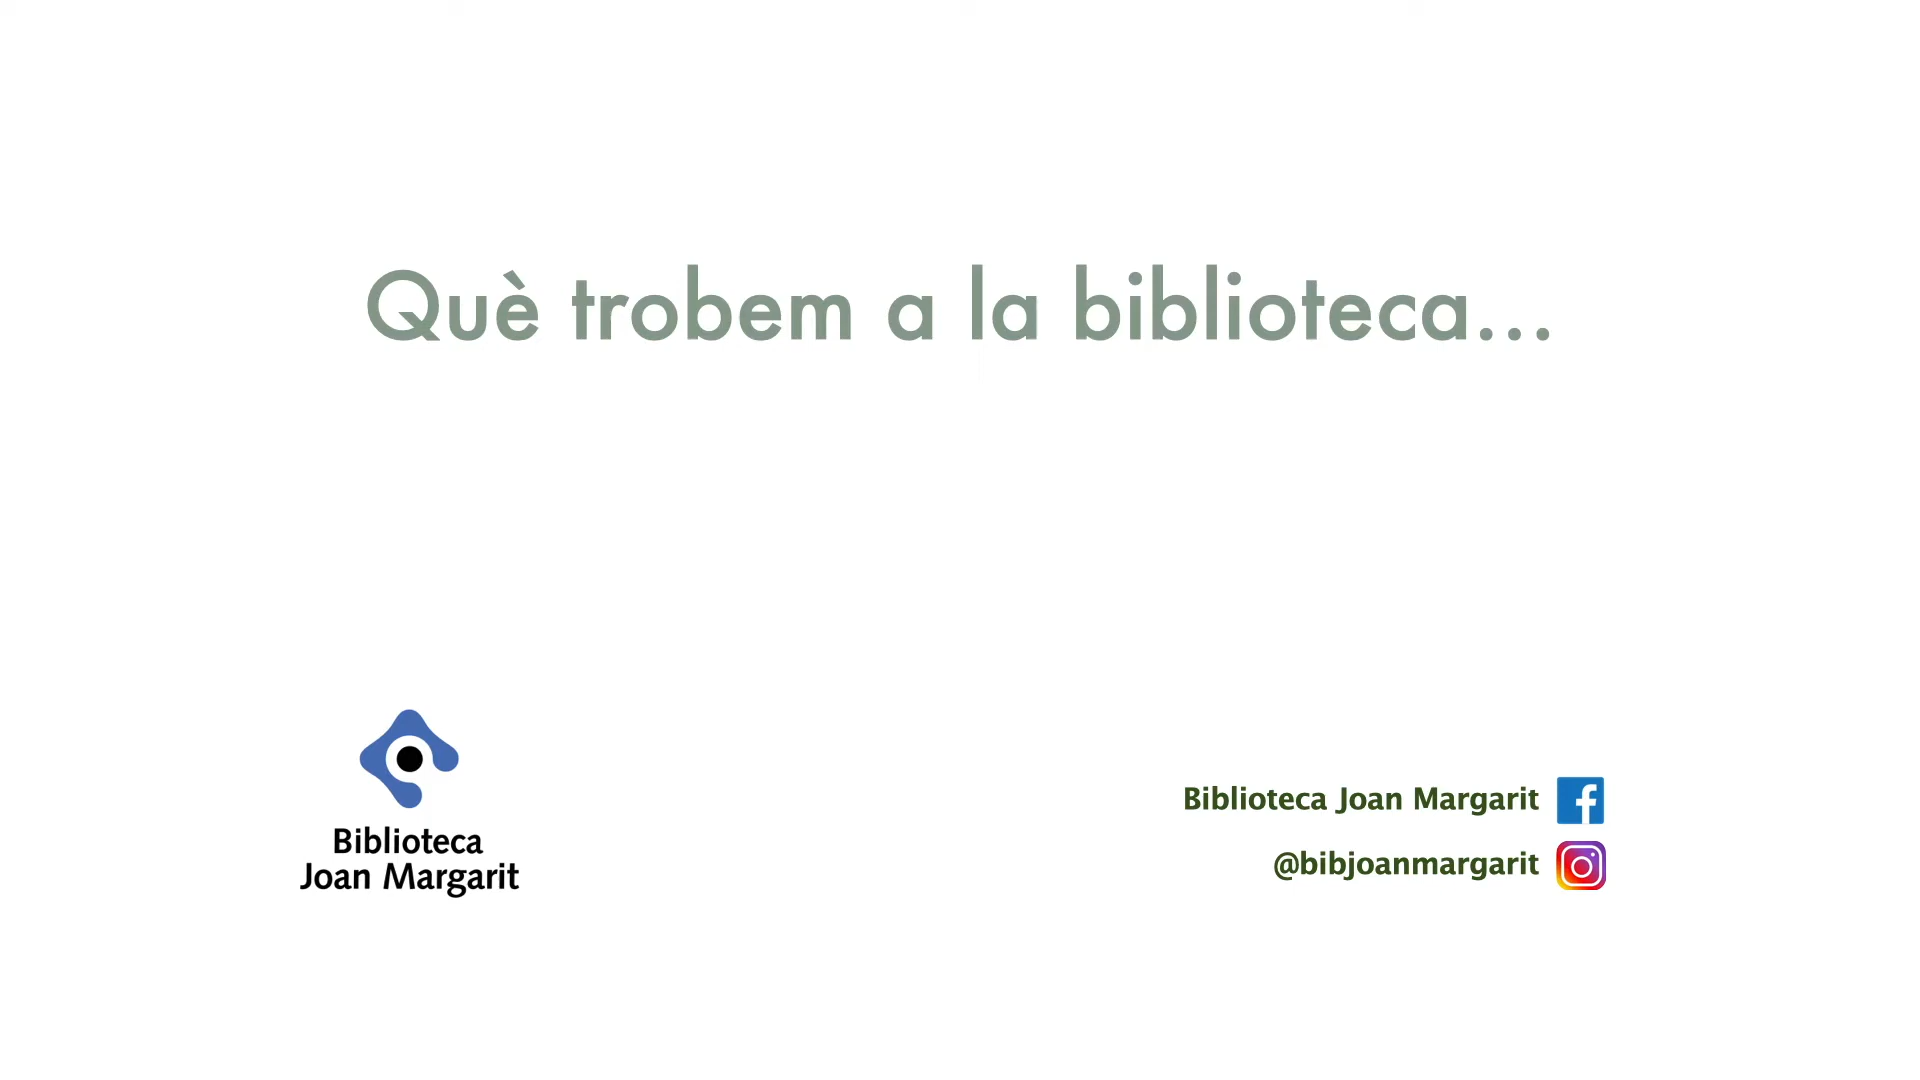 Què trobem a la biblioteca...
Biblioteca
Joan Margarit
Biblioteca Joan Margarit
@bibjoanmargarit